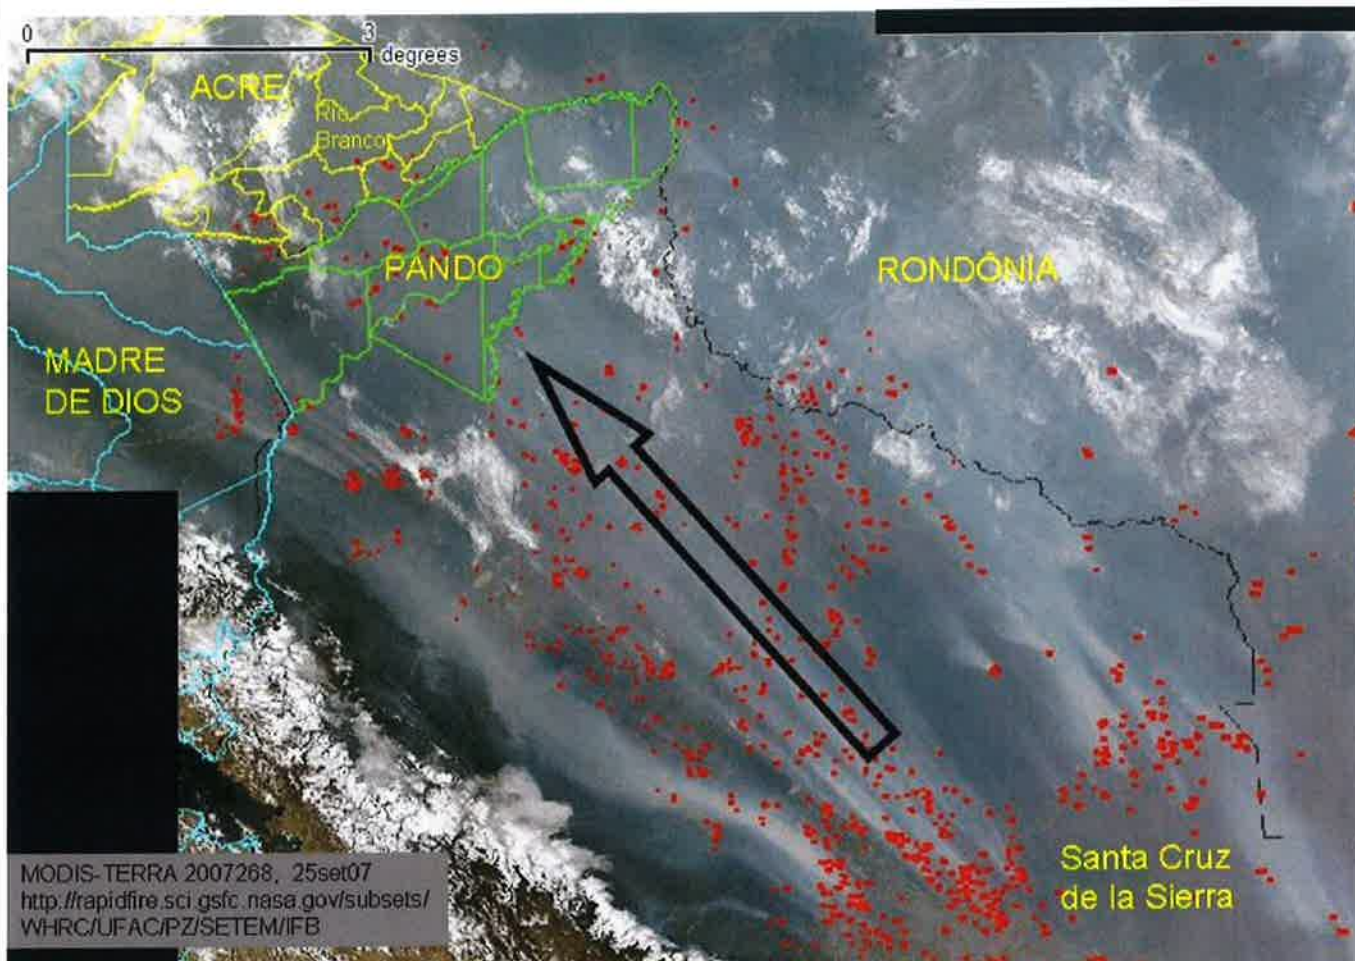 0 3
degrees
ACRE
Rio
Branco
PANDO
RONDÔNIA
MADRE
DE DIOS
Santa Cruz
de la Sierra
MODIS-TERRA 2007268, 25set07
http://rapidfire.sci.gsfc.nasa.gov/subsets/
WHRC/UFAC/PZ/SETEM/IFB